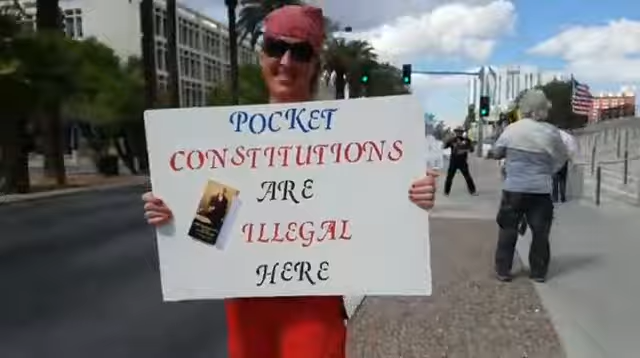 POCKET
CONSTITUTIONS
ARE
ILLEGAL
HERE